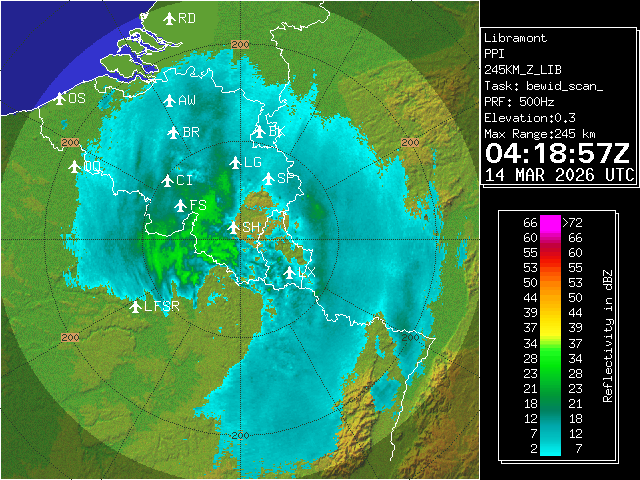 RD
200
OS
AW
BR
BK
200
200
LG
CI
SP
FS
SH
LX
LFSR
200
200
200
Libramont
PPI
245KM_Z_LIB
Task: bewid_scan_
PRF: 500Hz
Elevation:0.3
Max Range:245 km
04:18:57Z
14 MAR 2026 UTC
66 >72
60 66
55 60
53 55
50 53
44 50
39 44
37 39
34 37
28 34
23 28
21 23
18 21
12 18
7 12
2 7
Reflectivity in dBZ